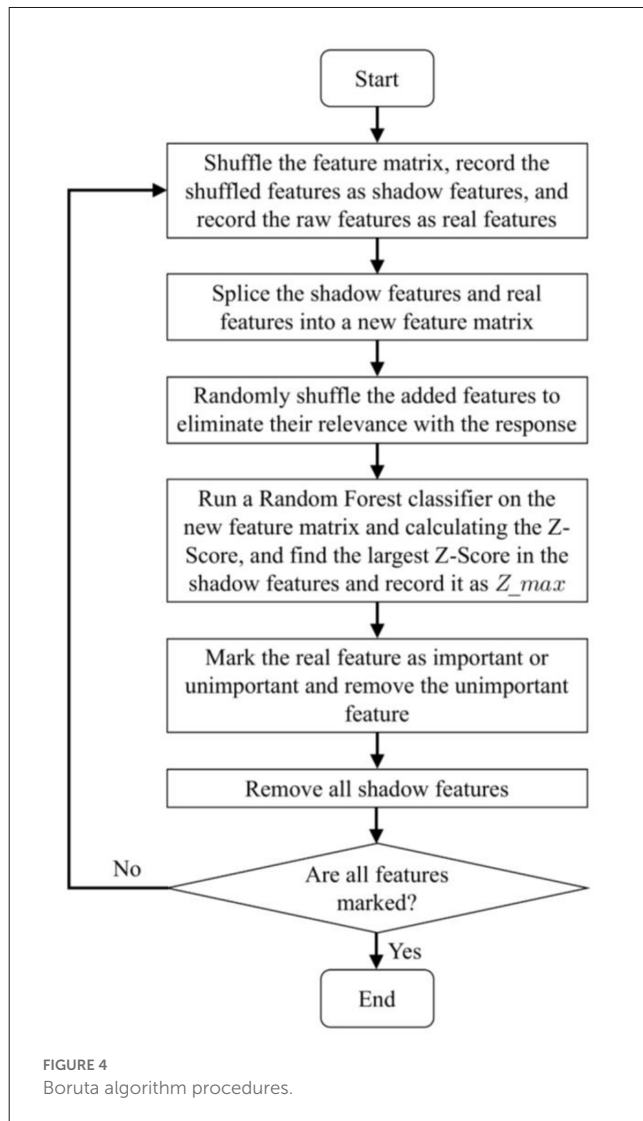 Start
Shuffle the feature matrix, record the
shuffled features as shadow features, and
record the raw features as real features
Splice the shadow features and real
features into a new feature matrix
Randomly shuffle the added features to
eliminate their relevance with the response
Run a Random Forest classifier on the
new feature matrix and calculating the Z-
Score, and find the largest Z-Score in the
shadow features and record it as Z_max
Mark the real feature as important or
unimportant and remove the unimportant
feature
Remove all shadow features
No
Are all features
marked?
Yes
End
FIGURE 4
Boruta algorithm procedures.